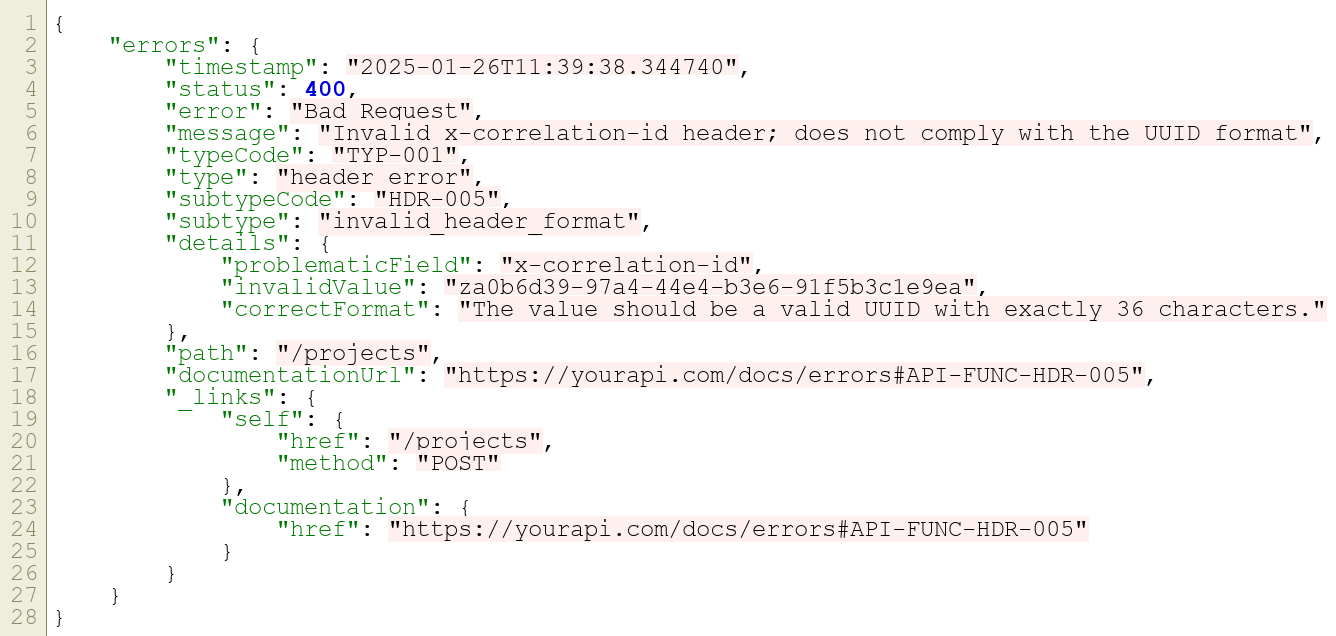 1 {
2     "errors": {
3         "timestamp": "2025-01-26T11:39:38.344740",
4         "status": 400,
5         "error": "Bad Request",
6         "message": "Invalid x-correlation-id header; does not comply with the UUID format",
7         "typeCode": "TYP-001",
8         "type": "header error",
9         "subtypeCode": "HDR-005",
10         "subtype": "invalid_header_format",
11         "details": {
12             "problematicField": "x-correlation-id",
13             "invalidValue": "za0b6d39-97a4-44e4-b3e6-91f5b3c1e9ea",
14             "correctFormat": "The value should be a valid UUID with exactly 36 characters."
15         },
16         "path": "/projects",
17         "documentationUrl": "https://yourapi.com/docs/errors#API-FUNC-HDR-005",
18         "_links": {
19             "self": {
20                 "href": "/projects",
21                 "method": "POST"
22             },
23             "documentation": {
24                 "href": "https://yourapi.com/docs/errors#API-FUNC-HDR-005"
25             }
26         }
27     }
28 }